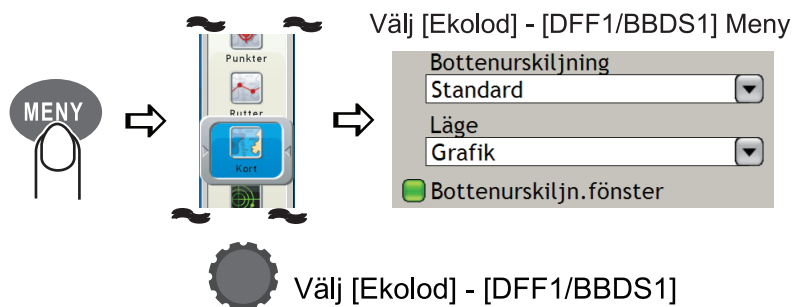 Välj [Ekolod] - [DFF1/BBDS1] Meny
MENY
Punkter
Rutter
Kort
Bottenurskiljning
Standard
Läge
Grafik
Bottenurskiljn.fönster
Välj [Ekolod] - [DFF1/BBDS1]